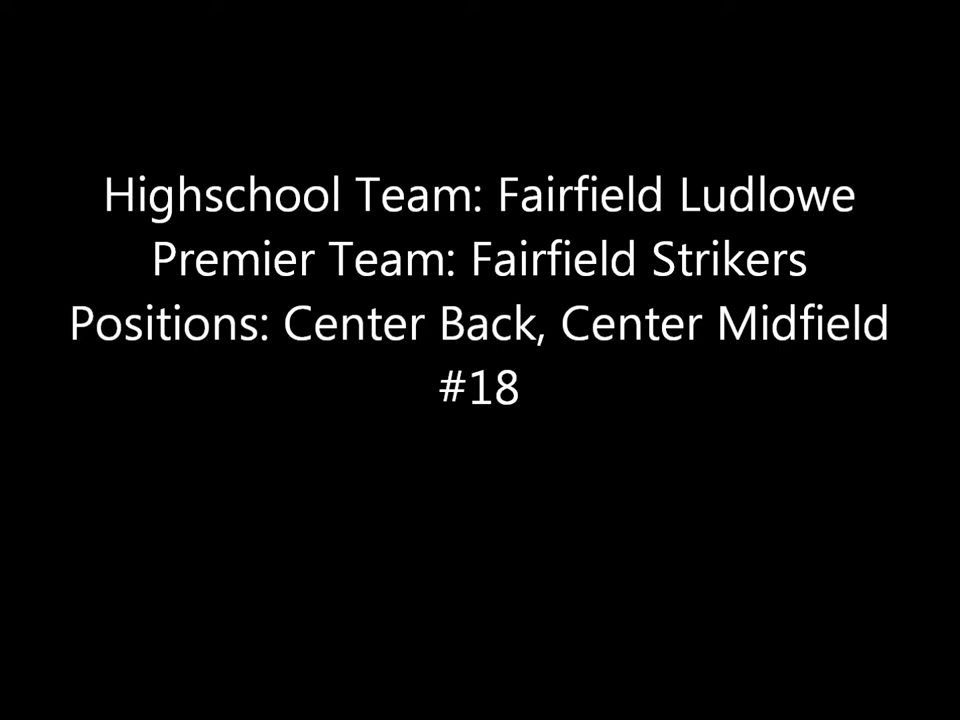 Highschool Team: Fairfield Ludlowe
Premier Team: Fairfield Strikers
Positions: Center Back, Center Midfield
#18